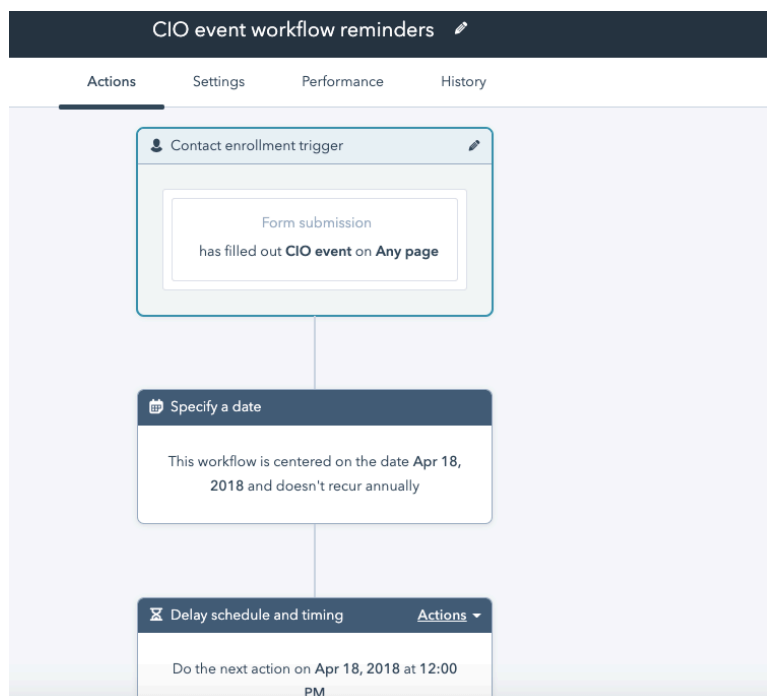 CIO event workflow reminders
Actions Settings Performance History
Contact enrollment trigger
Form submission
has filled out CIO event on Any page
Specify a date
This workflow is centered on the date Apr 18,
2018 and doesn't recur annually
Delay schedule and timing Actions
Do the next action on Apr 18, 2018 at 12:00
PM